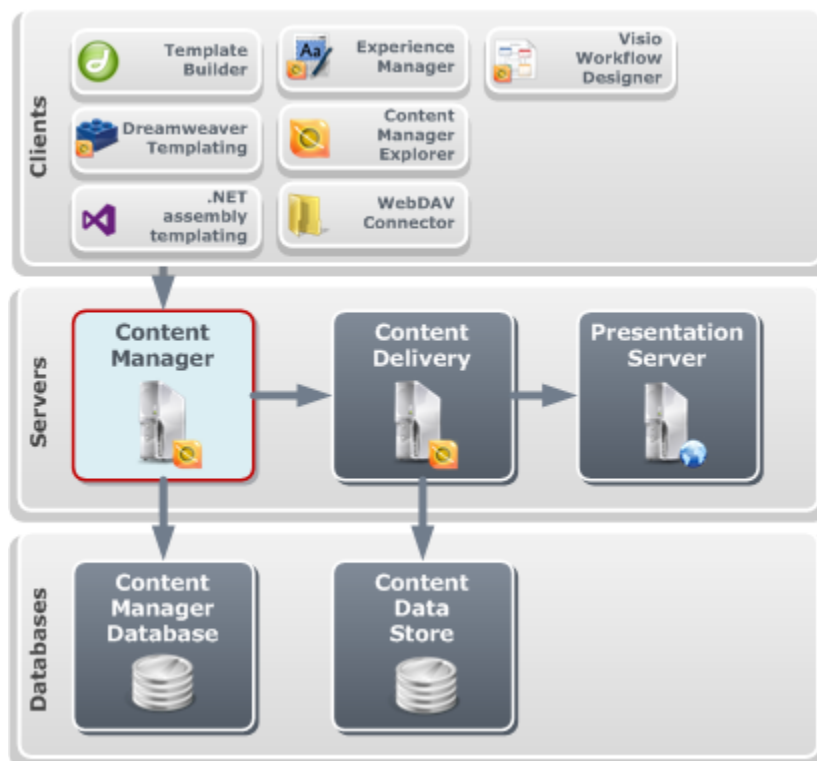 Clients
Template
Builder
Experience
Manager
Visio
Workflow
Designer
Dreamweaver
Templating
Content
Manager
Explorer
.NET
assembly
templating
WebDAV
Connector
Servers
Content
Manager
Content
Delivery
Presentation
Server
Databases
Content
Manager
Database
Content
Data
Store